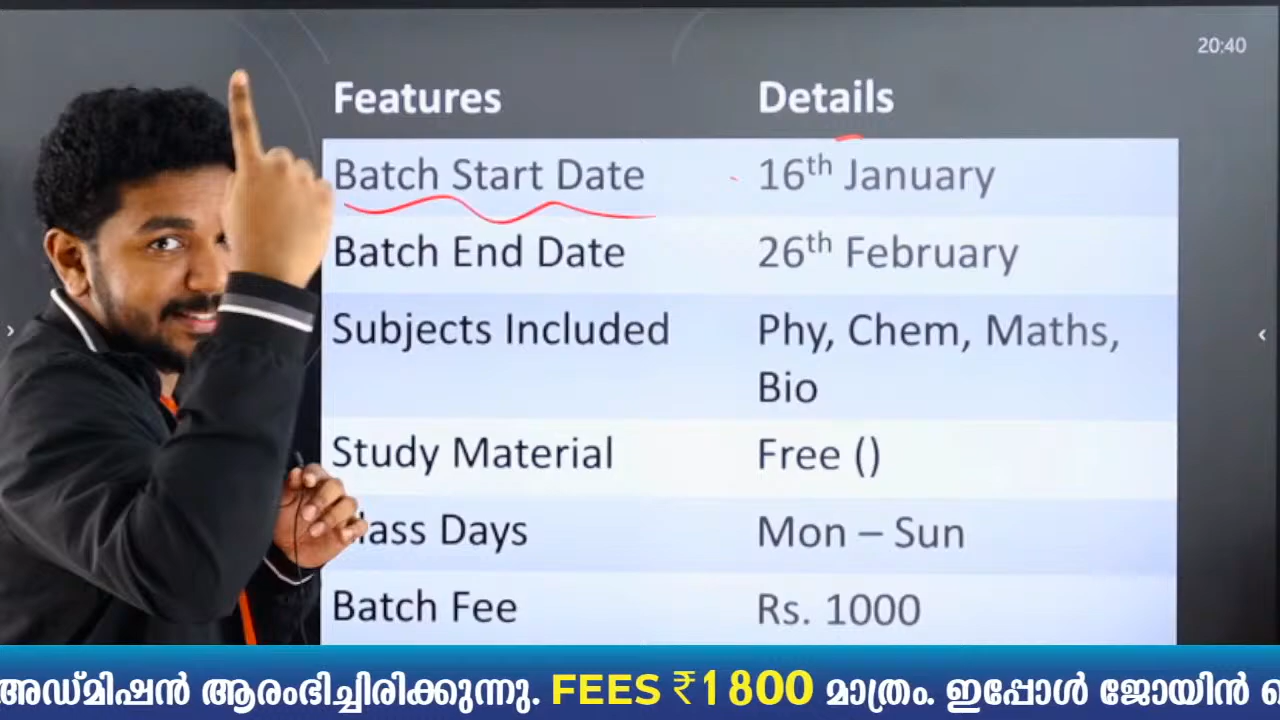 20:40
Features Details
Batch Start Date 16th January
Batch End Date 26th February
Subjects Included Phy, Chem, Maths,
Bio
Study Material Free ()
Days
Mon – Sun
Batch Fee Rs. 1000
അഡ്മിഷൻ ആരംഭിച്ചിരിക്കുന്നു. FEES ₹1800 മാത്രം. ഇപ്പോൾ ജോയിൻ